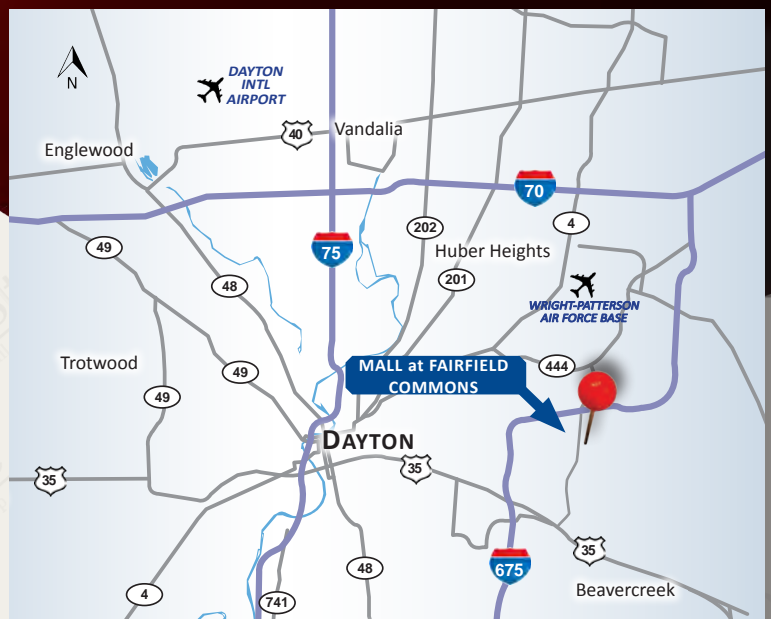 N
DAYTON
INTL
AIRPORT
40
Vandalia
Englewood
70
202
4
49
75
Huber Heights
201
48
WRIGHT-PATTERSON
AIR FORCE BASE
Trotwood
49
MALL at FAIRFIELD
COMMONS
444
49
DAYTON
35
35
35
675
48
4
741
Beavercreek